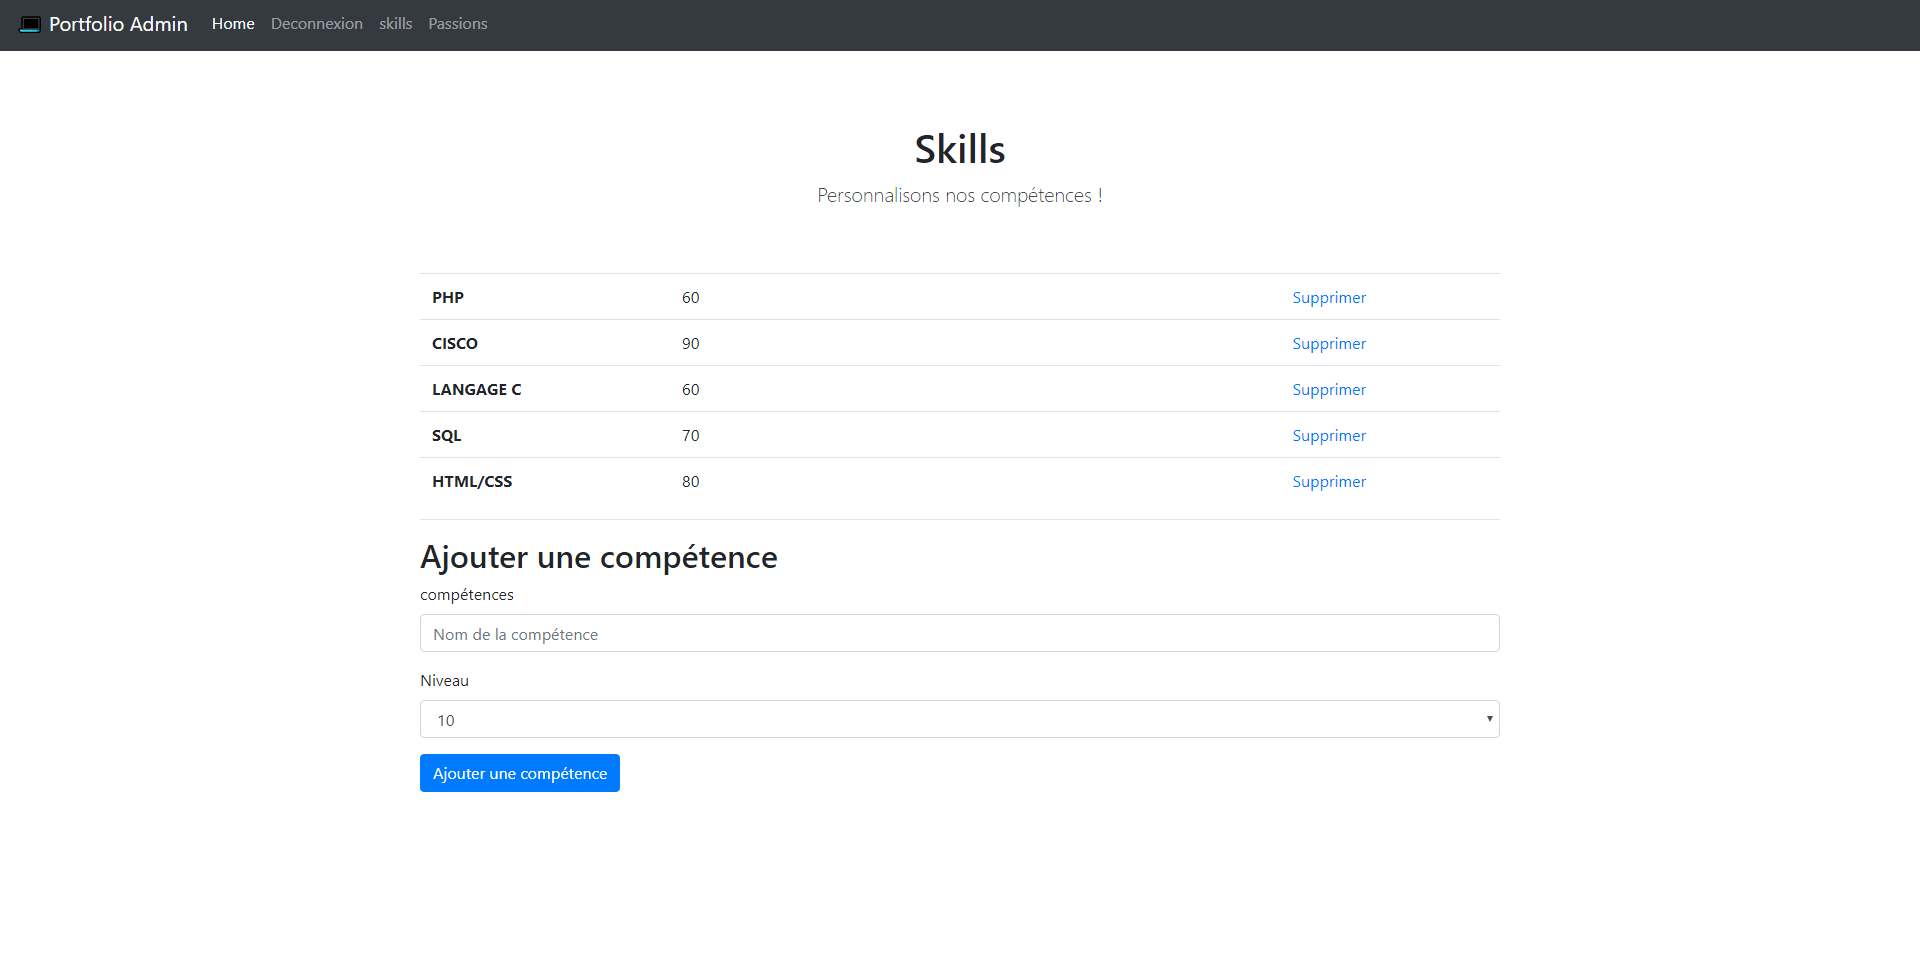 Portfolio Admin Home Deconnexion skills Passions
Skills
Personnalisons nos compétences !
PHP 60 Supprimer
CISCO 90 Supprimer
LANGAGE C 60 Supprimer
SQL 70 Supprimer
HTML/CSS 80 Supprimer
Ajouter une compétence
compétences
Nom de la compétence
Niveau
10
Ajouter une compétence